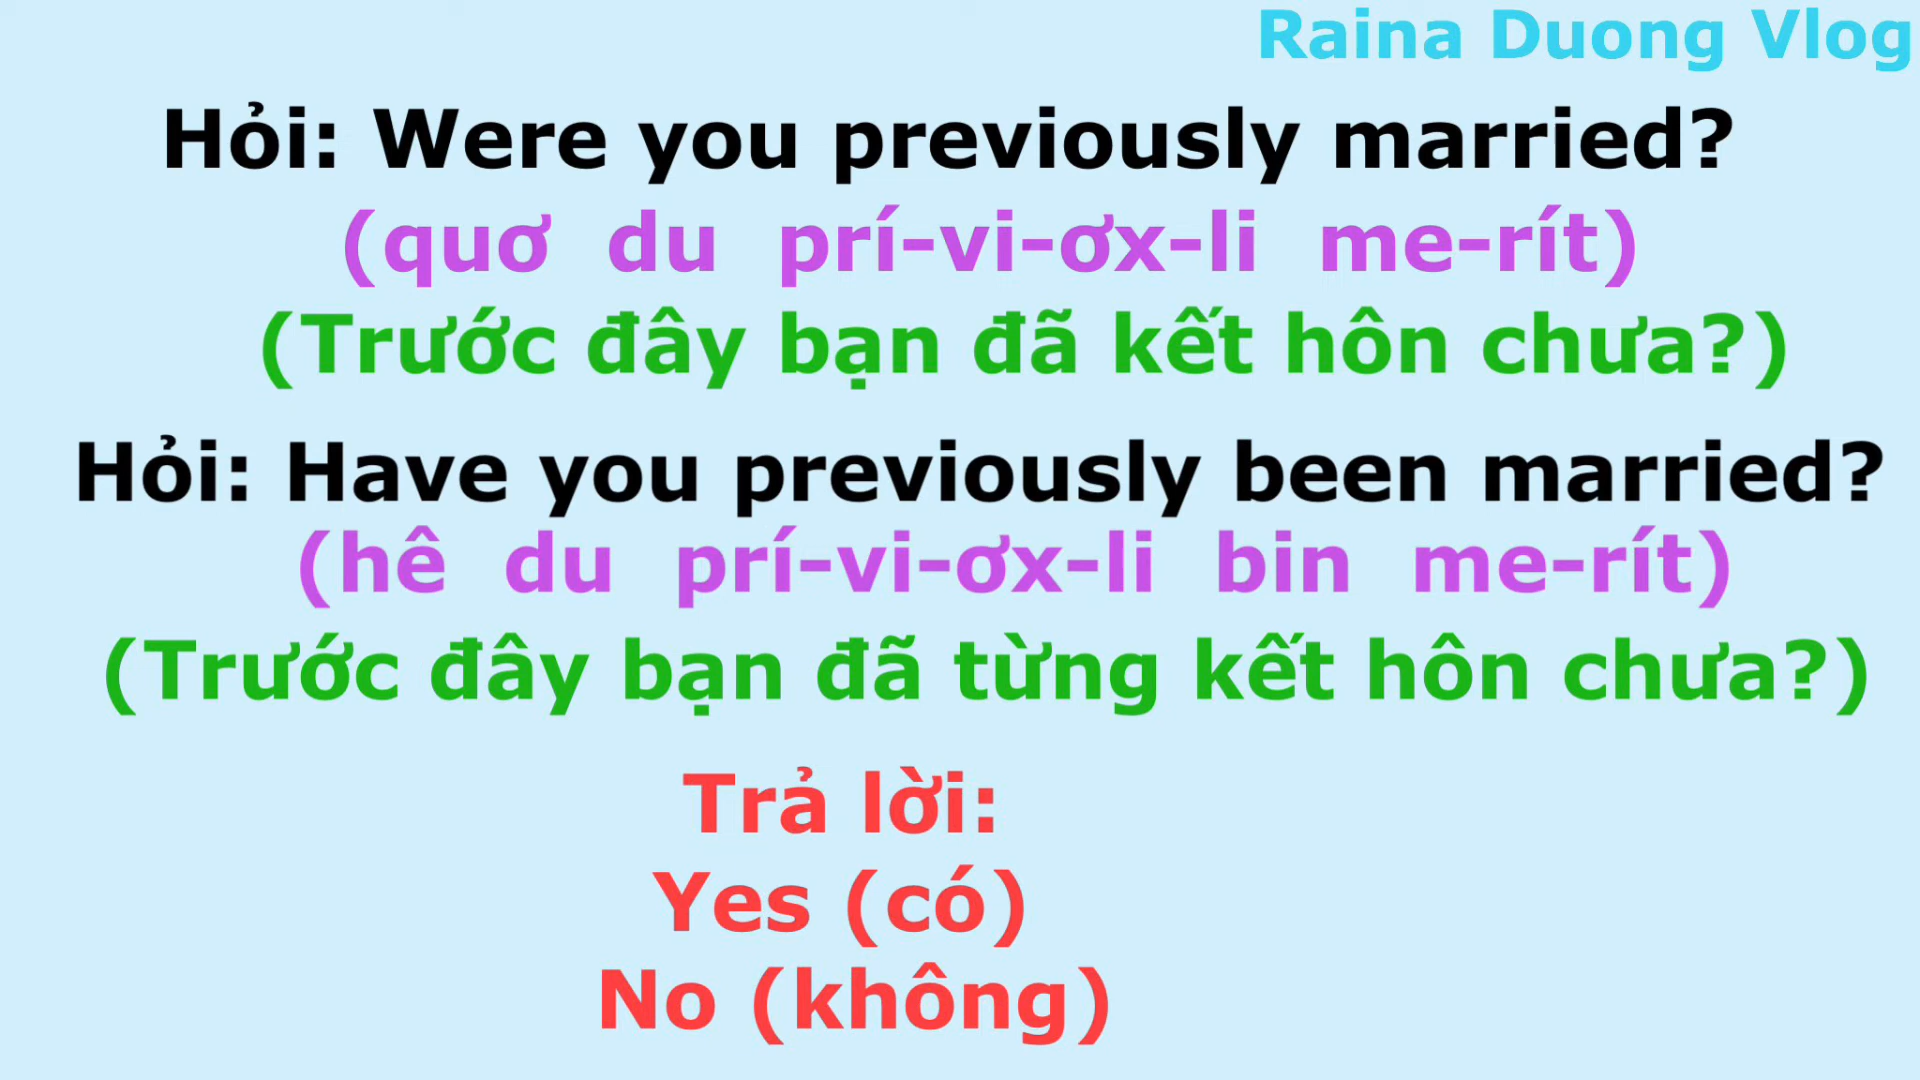 Raina Duong Vlog
Hỏi: Were you previously married?
(quơ du prí-vi-ơx-li me-rít)
(Trước đây bạn đã kết hôn chưa?)
Hỏi: Have you previously been married?
(hê du prí-vi-ơx-li bin me-rít)
(Trước đây bạn đã từng kết hôn chưa?)
Trả lời:
Yes (có)
No (không)